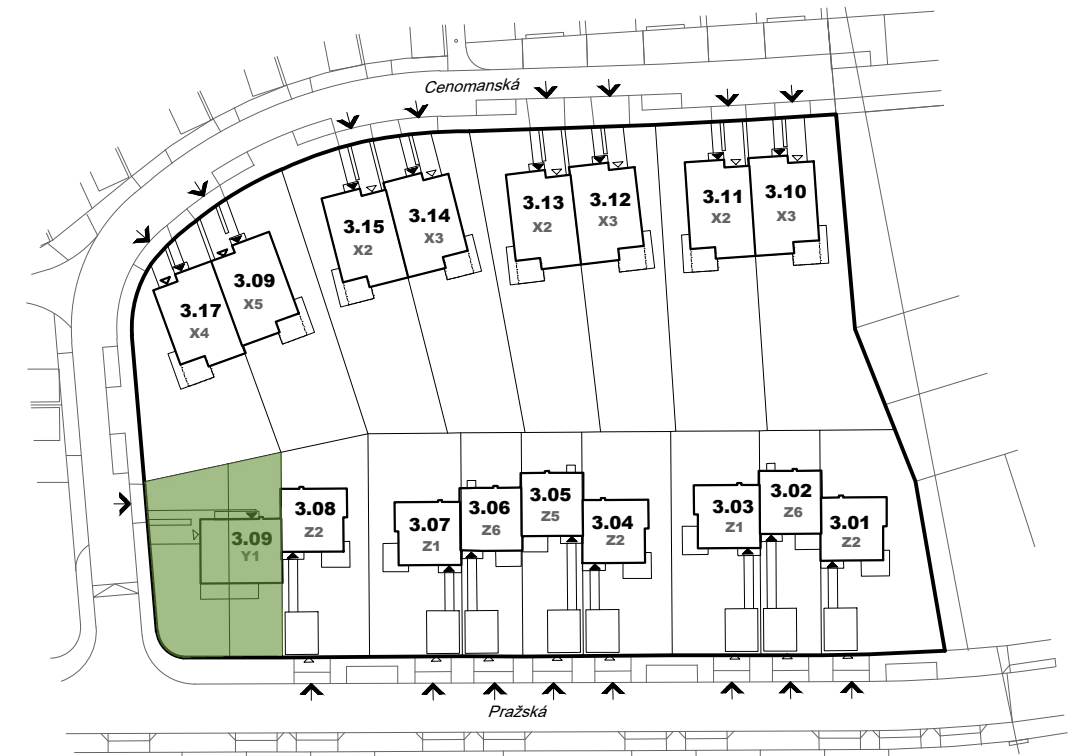 Cenomanská
3.13
X2
3.12
X3
3.11
X2
3.10
X3
3.15
X2
3.14
X3
3.17
X4
3.09
X5
3.09
Y1
3.08
Z2
3.07
Z1
3.06
Z6
3.05
Z5
3.04
Z2
3.03
Z1
3.02
Z6
3.01
Z2
Pražská